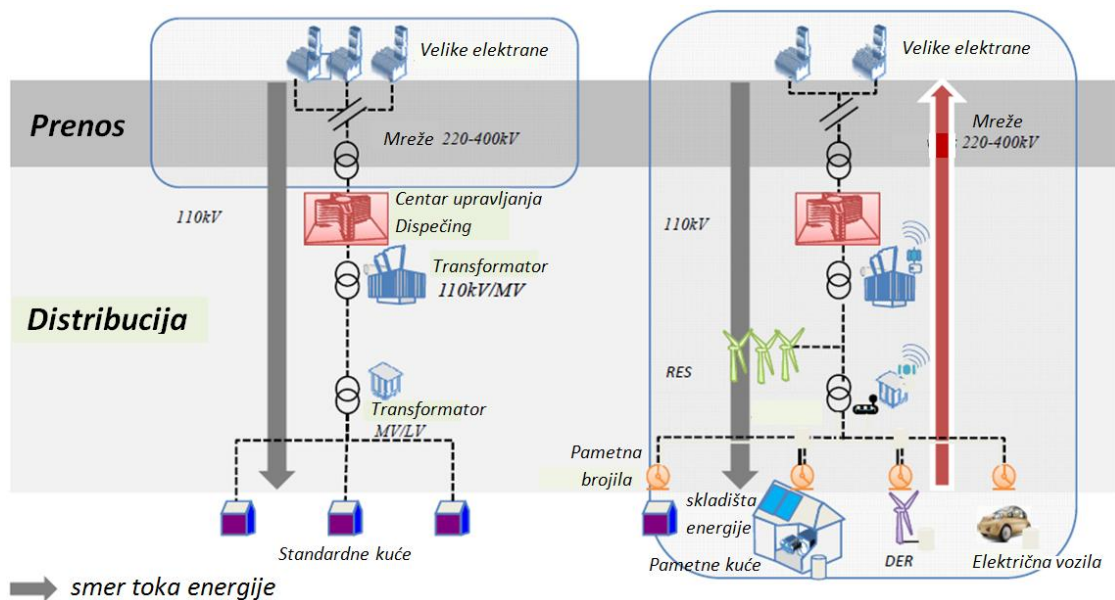 Velike elektrane
Prenos
Mreže 220-400kV
110kV
Centar upravljanja
Dispečing
Transformator
110kV/MV
Distribucija
Transformator
MV/LV
Standardne kuće
smer toka energije
Velike elektrane
Mreže
220-400kV
110kV
RES
Pametna
brojila
skladišta
energije
Pametne kuće
DER
Električna vozila